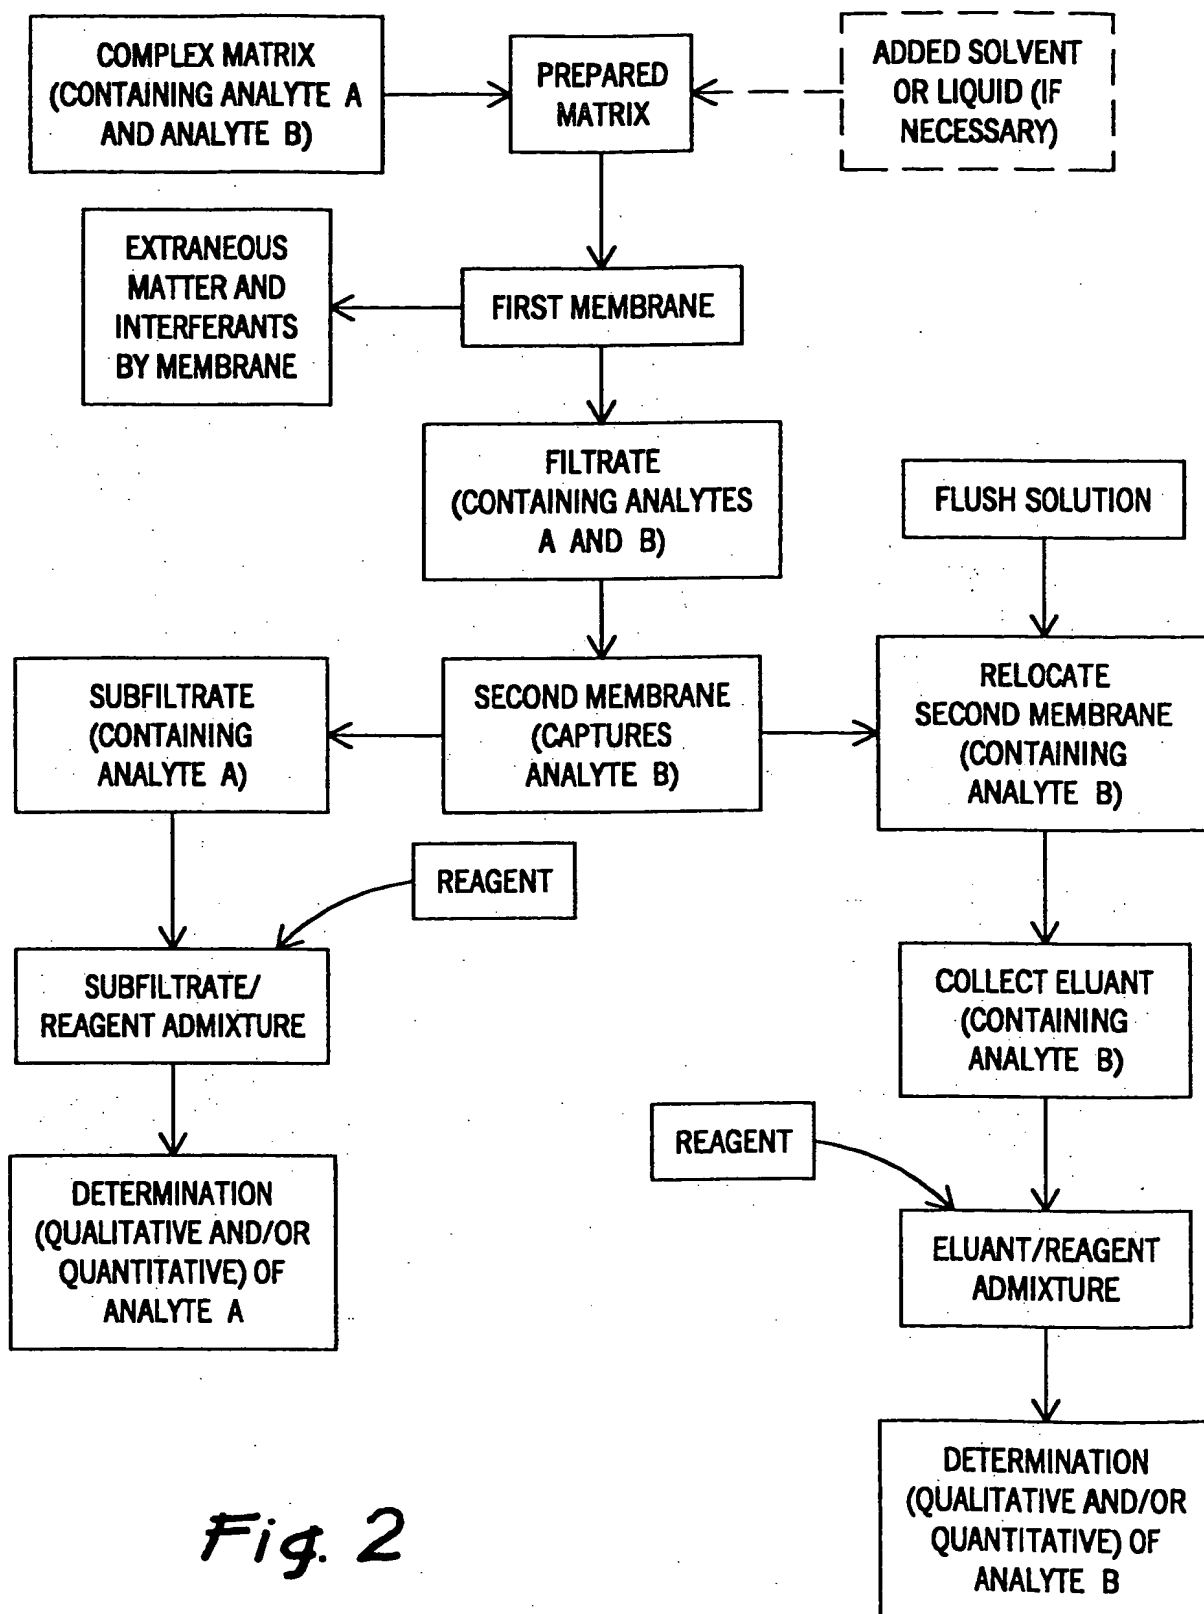 COMPLEX MATRIX
(CONTAINING ANALYTE A
AND ANALYTE B)
PREPARED
MATRIX
ADDED SOLVENT
OR LIQUID (IF
NECESSARY)
EXTRANEOUS
MATTER AND
INTERFERANTS
BY MEMBRANE
FIRST MEMBRANE
FILTRATE
(CONTAINING ANALYTES
A AND B)
FLUSH SOLUTION
SUBFILTRATE
(CONTAINING
ANALYTE A)
SECOND MEMBRANE
(CAPTURES
ANALYTE B)
RELOCATE
SECOND MEMBRANE
(CONTAINING
ANALYTE B)
REAGENT
SUBFILTRATE/
REAGENT ADMIXTURE
COLLECT ELUANT
(CONTAINING
ANALYTE B)
REAGENT
DETERMINATION
(QUALITATIVE AND/OR
QUANTITATIVE) OF
ANALYTE A
ELUANT/REAGENT
ADMIXTURE
DETERMINATION
(QUALITATIVE AND/OR
QUANTITATIVE) OF
ANALYTE B
Fig. 2